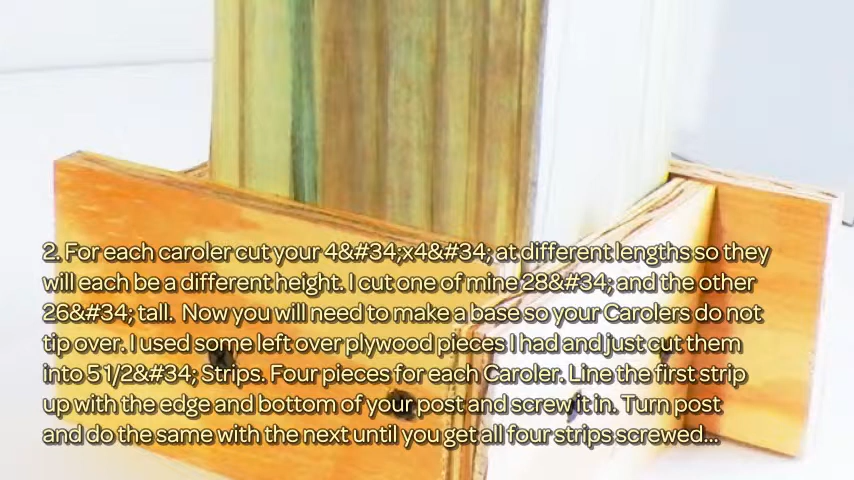 2. For each caroler cut your 4&#34;x4&#34; at different lengths so they
will each be a different height. I cut one of mine 28&#34; and the other
26&#34; tall. Now you will need to make a base so your Carolers do not
tip over. I used some left over plywood pieces I had and just cut them
into 5 1/2&#34; Strips. Four pieces for each Caroler. Line the first strip
up with the edge and bottom of your post and screw it in. Turn post
and do the same with the next until you get all four strips screwed...